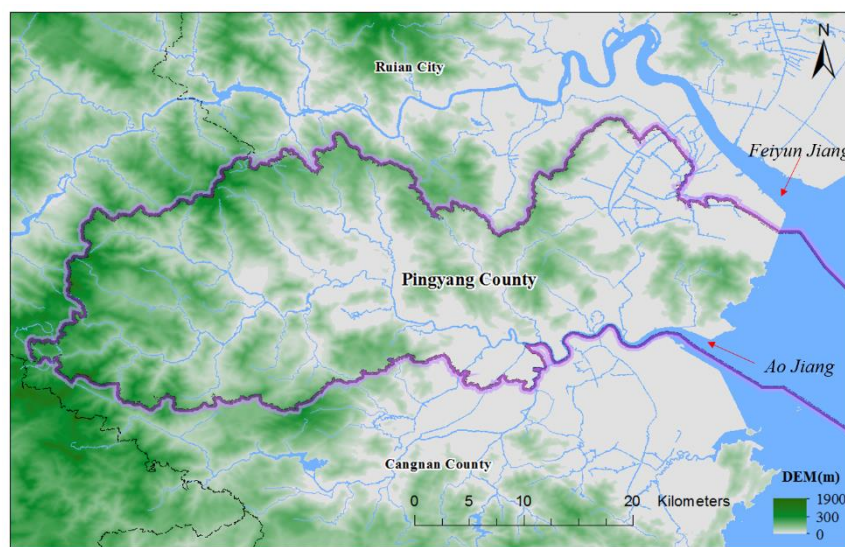 N
Ruian City
Feiyun Jiang
Pingyang County
Ao Jiang
Cangnan County
DEM(m)
0 5 10 20 Kilometers
1900
300
0